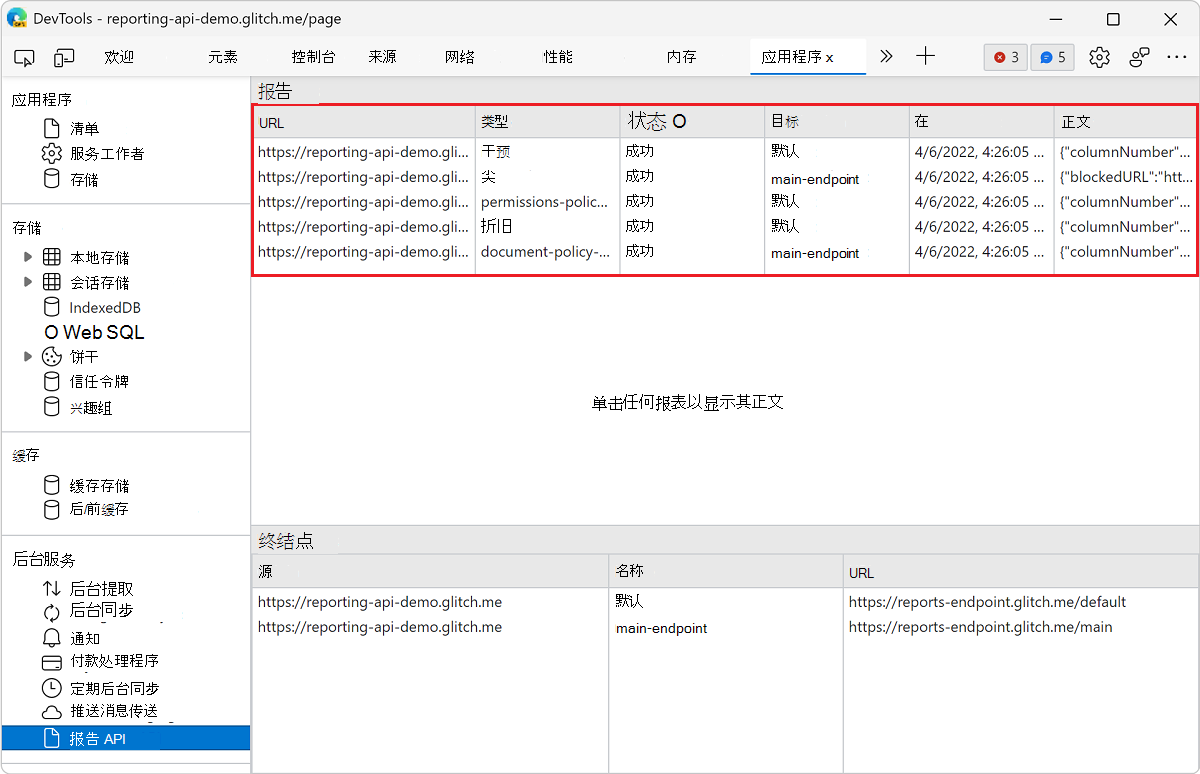 DevTools - reporting-api-demo.glitch.me/page
欢迎 元素 控制台 来源 网络 性能 内存 应用程序 x 3 5
应用程序
清单
服务工作者
存储
存储
本地存储
会话存储
IndexedDB
O Web SQL
饼干
信任令牌
兴趣组
缓存
缓存存储
后/前缓存
后台服务
后台提取
后台同步
通知
付款处理程序
定期后台同步
推送消息传送
报告 API
报告
URL 类型 状态 O 目标 在 正文
https://reporting-api-demo.gli... 干预 成功 默认 4/6/2022, 4:26:05 ... {"columnNumber"...
https://reporting-api-demo.gli... 尖 成功 main-endpoint 4/6/2022, 4:26:05 ... {"blockedURL":"htt...
https://reporting-api-demo.gli... permissions-polic... 成功 默认 4/6/2022, 4:26:05 ... {"columnNumber"...
https://reporting-api-demo.gli... 折旧 成功 默认 4/6/2022, 4:26:05 ... {"columnNumber"...
https://reporting-api-demo.gli... document-policy-... 成功 main-endpoint 4/6/2022, 4:26:05 ... {"columnNumber"...
单击任何报表以显示其正文
终结点
源 名称 URL
https://reporting-api-demo.glitch.me 默认 https://reports-endpoint.glitch.me/default
https://reporting-api-demo.glitch.me main-endpoint https://reports-endpoint.glitch.me/main